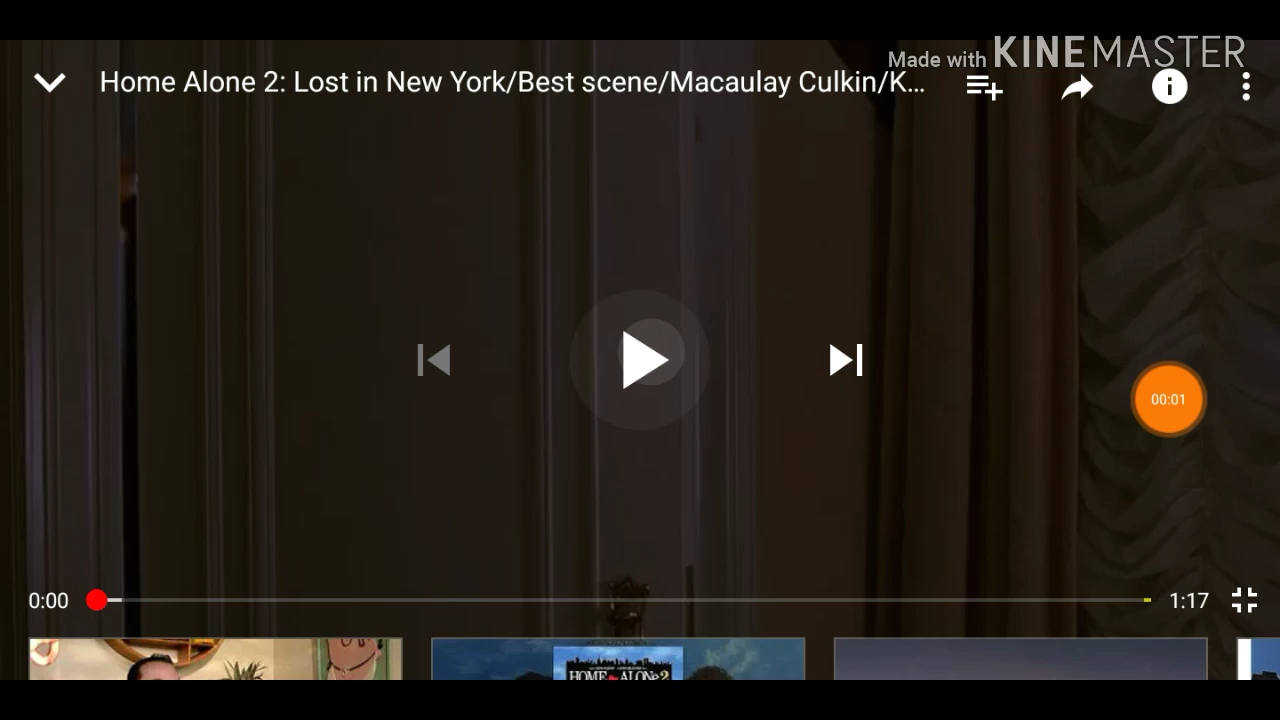 Made with KINEMASTER
Home Alone 2: Lost in New York/Best scene/Macaulay Culkin/K...
00:01
0:00
1:17
HOME ALONE 2